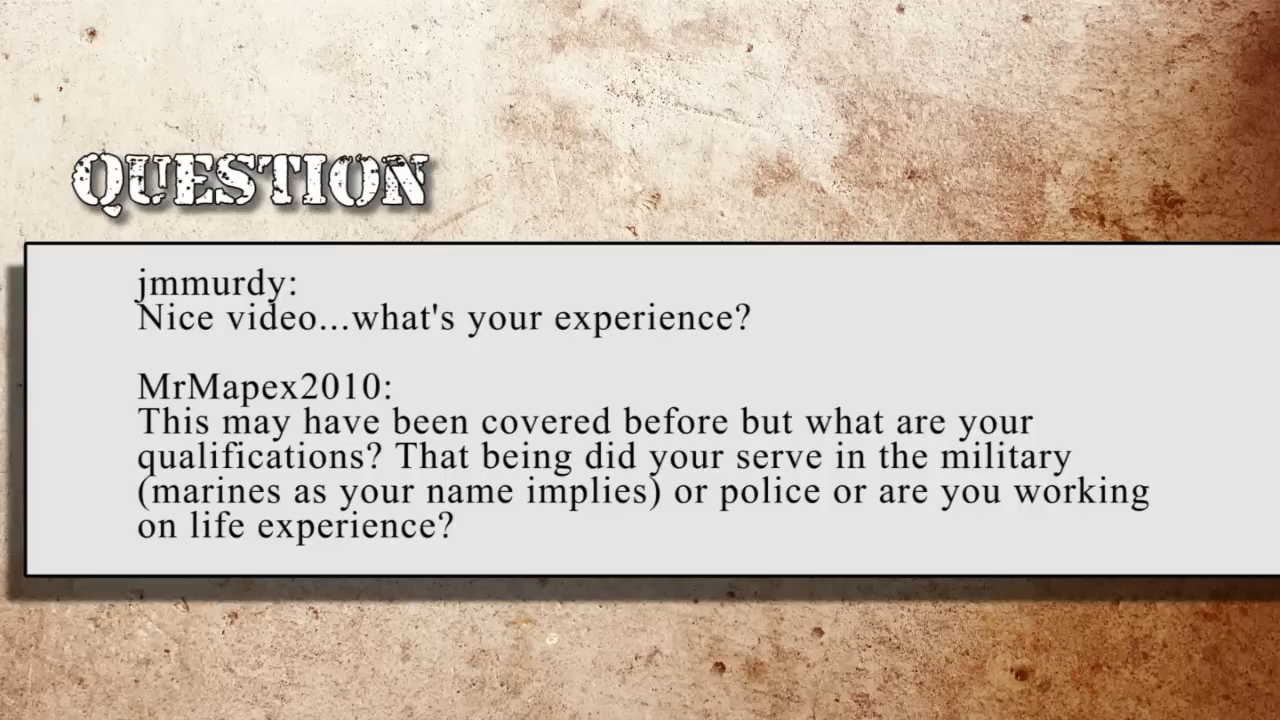 QUESTION
jmmurdy:
Nice video...what's your experience?
MrMapex2010:
This may have been covered before but what are your
qualifications? That being did your serve in the military
(marines as your name implies) or police or are you working
on life experience?